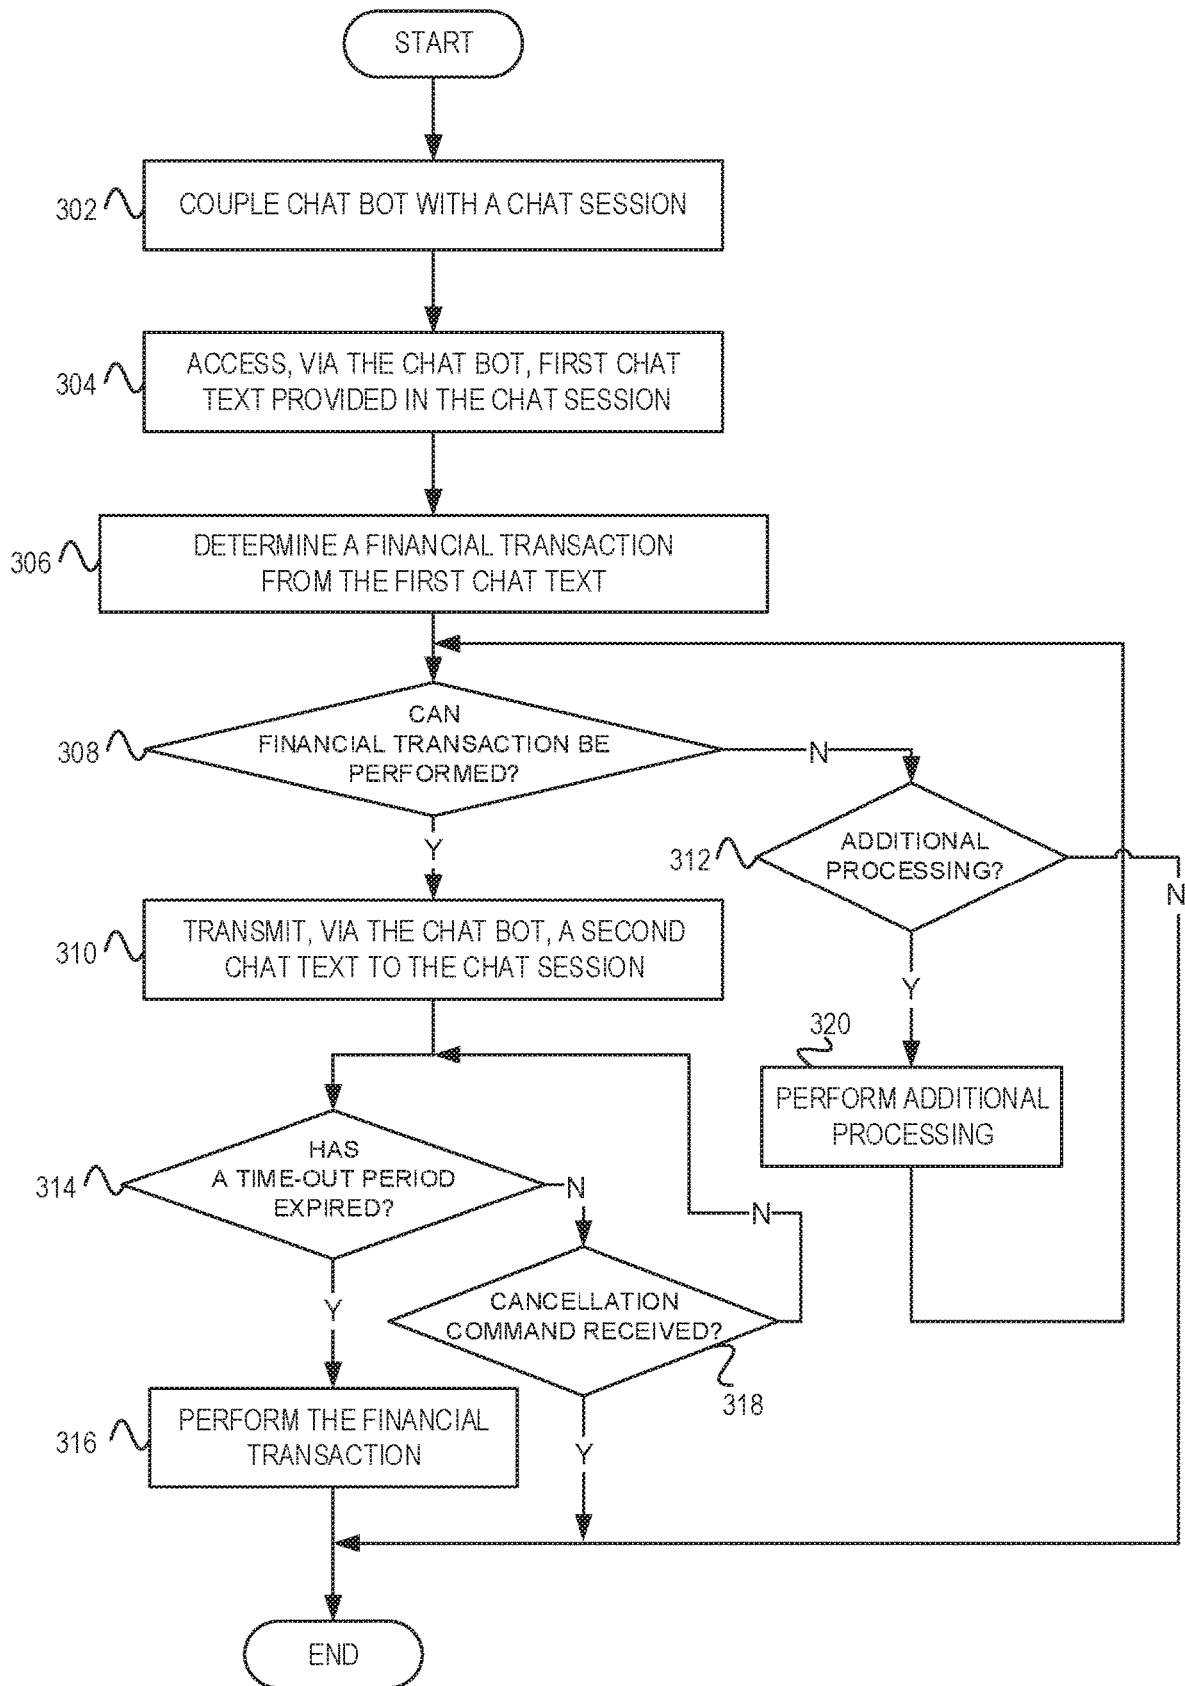 START
302
COUPLE CHAT BOT WITH A CHAT SESSION
304
ACCESS, VIA THE CHAT BOT, FIRST CHAT
TEXT PROVIDED IN THE CHAT SESSION
306
DETERMINE A FINANCIAL TRANSACTION
FROM THE FIRST CHAT TEXT
308
CAN
FINANCIAL TRANSACTION BE
PERFORMED?
N
Y
312
ADDITIONAL
PROCESSING?
N
Y
310
TRANSMIT, VIA THE CHAT BOT, A SECOND
CHAT TEXT TO THE CHAT SESSION
320
PERFORM ADDITIONAL
PROCESSING
314
HAS
A TIME-OUT PERIOD
EXPIRED?
N
Y
N
CANCELLATION
COMMAND RECEIVED?
318
Y
316
PERFORM THE FINANCIAL
TRANSACTION
END